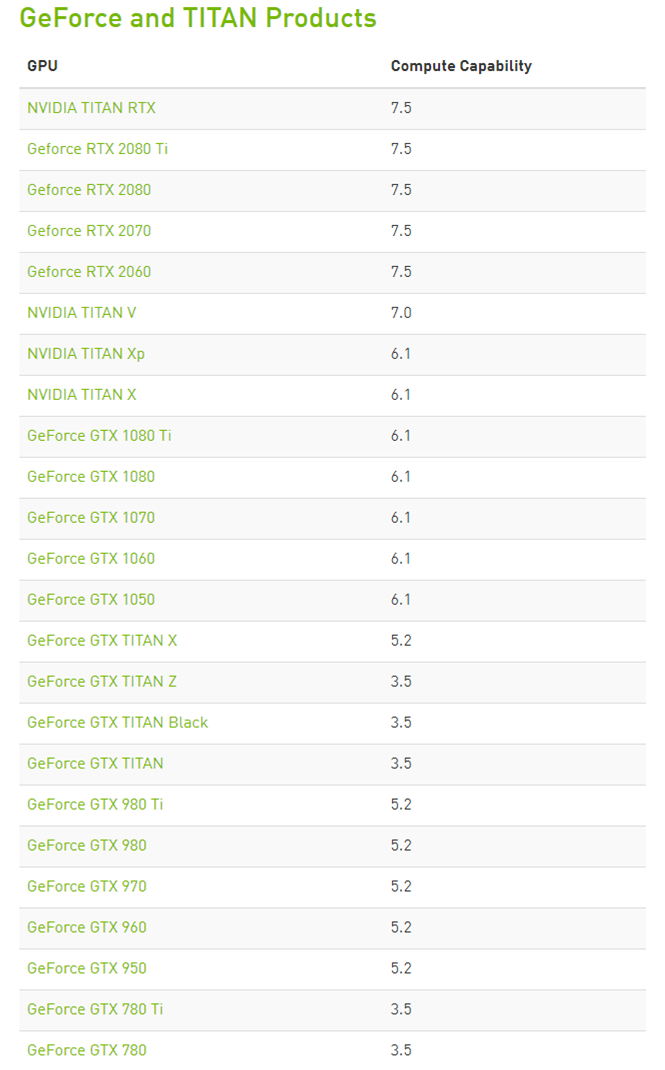 GeForce and TITAN Products
GPU Compute Capability
NVIDIA TITAN RTX 7.5
Geforce RTX 2080 Ti 7.5
Geforce RTX 2080 7.5
Geforce RTX 2070 7.5
Geforce RTX 2060 7.5
NVIDIA TITAN V 7.0
NVIDIA TITAN Xp 6.1
NVIDIA TITAN X 6.1
GeForce GTX 1080 Ti 6.1
GeForce GTX 1080 6.1
GeForce GTX 1070 6.1
GeForce GTX 1060 6.1
GeForce GTX 1050 6.1
GeForce GTX TITAN X 5.2
GeForce GTX TITAN Z 3.5
GeForce GTX TITAN Black 3.5
GeForce GTX TITAN 3.5
GeForce GTX 980 Ti 5.2
GeForce GTX 980 5.2
GeForce GTX 970 5.2
GeForce GTX 960 5.2
GeForce GTX 950 5.2
GeForce GTX 780 Ti 3.5
GeForce GTX 780 3.5